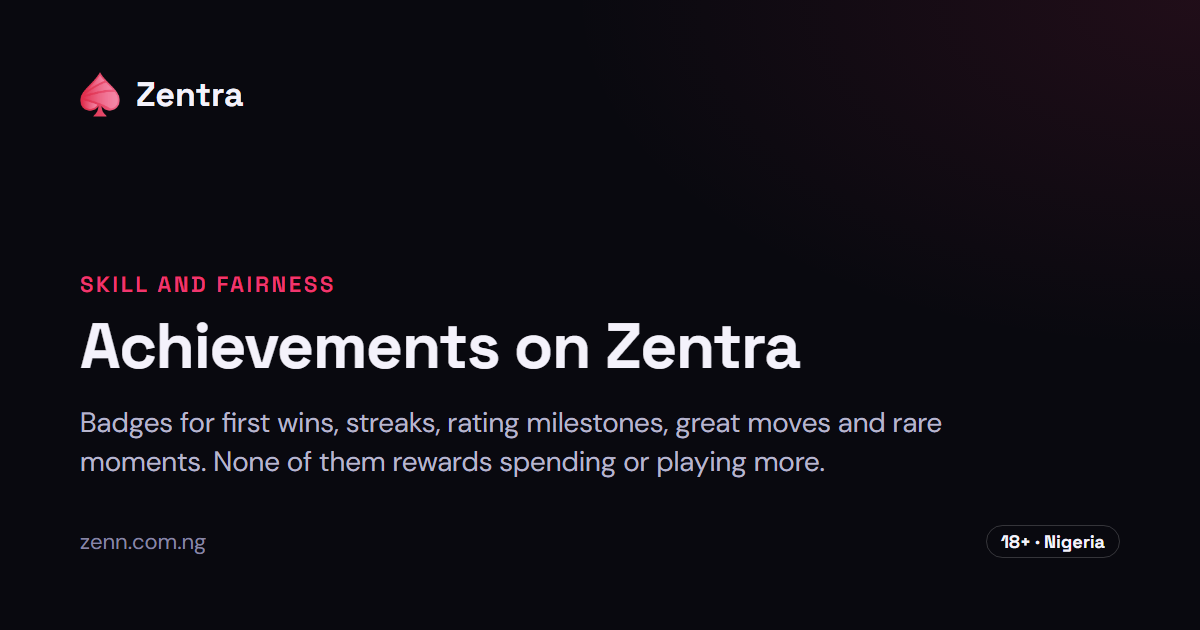 Zentra
SKILL AND FAIRNESS
Achievements on Zentra
Badges for first wins, streaks, rating milestones, great moves and rare
moments. None of them rewards spending or playing more.
zenn.com.ng
18+ · Nigeria